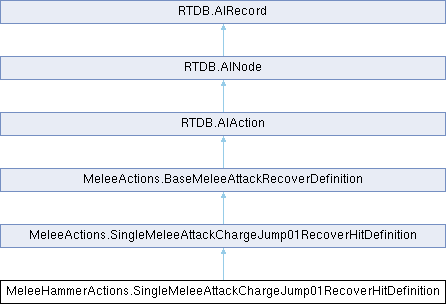 RTDB.AIRecord
RTDB.AINode
RTDB.AIAction
MeleeActions.BaseMeleeAttackRecoverDefinition
MeleeActions.SingleMeleeAttackChargeJump01RecoverHitDefinition
MeleeHammerActions.SingleMeleeAttackChargeJump01RecoverHitDefinition